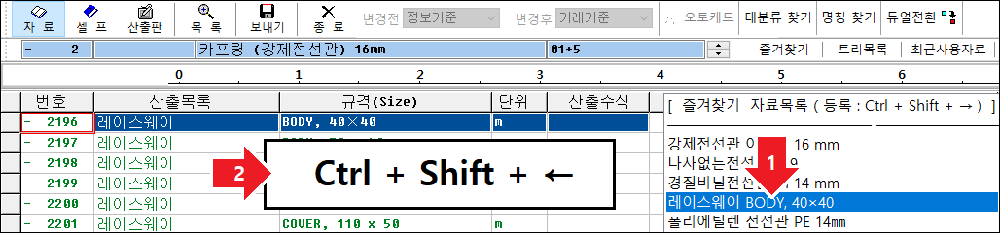 자 료 셀 프 산출판 목 록 보내기 종 료 변경전 정보기준 변경후 거래기준 오토캐드 대분류 찾기 명칭 찾기 듀얼전환
- 2 카프링 (강제전선관) 16mm 01+5 즐겨찾기 트리목록 최근사용자료
0 1 2 3 4 5 6
번호 산출목록 규격(Size) 단위 산출수식 [ 즐겨찾기 자료목록 ( 등록 : Ctrl + Shift + → ) ]
- 2196 레이스웨이 BODY, 40×40 m
- 2197 레이스웨이
- 2198 레이스웨이
- 2199 레이스웨이
- 2200 레이스웨이
- 2201 레이스웨이 COVER, 110 x 50 m
2 Ctrl + Shift + ←
1
강제전선관 16 mm
나사없는전선 9
경질비닐전선 14 mm
레이스웨이 BODY, 40×40
폴리에틸렌 전선관 PE 14mm